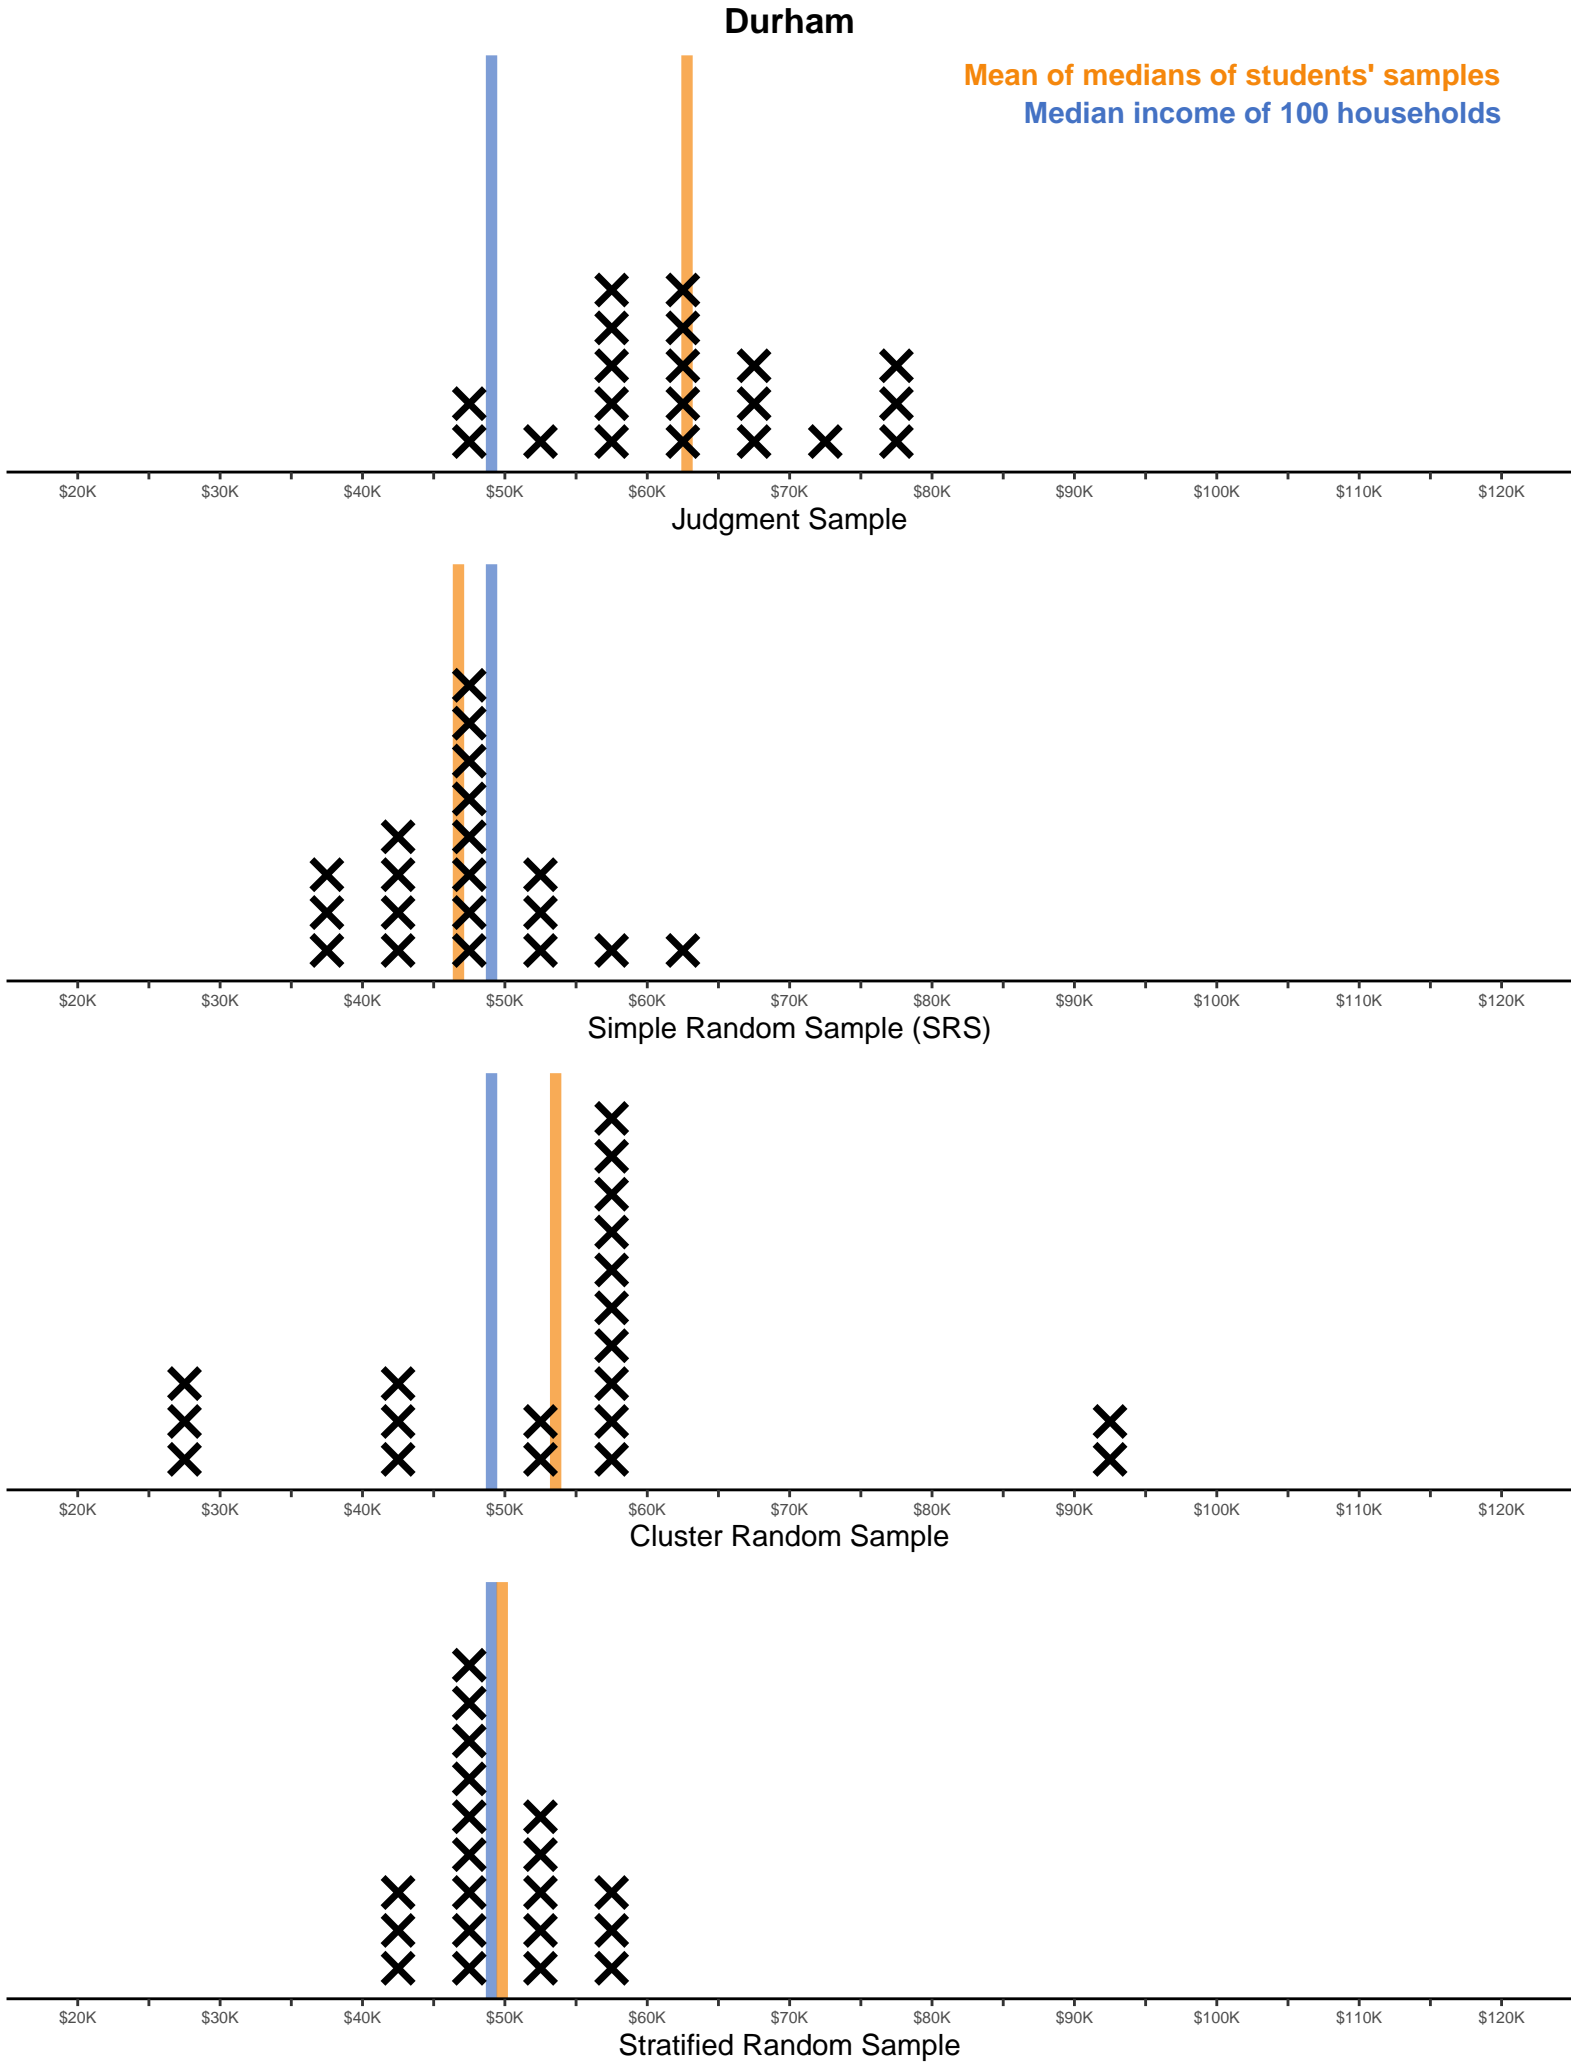 Durham
Mean of medians of students' samples
Median income of 100 households
$20K $30K $40K $50K $60K $70K $80K $90K $100K $110K $120K
Judgment Sample
$20K $30K $40K $50K $60K $70K $80K $90K $100K $110K $120K
Simple Random Sample (SRS)
$20K $30K $40K $50K $60K $70K $80K $90K $100K $110K $120K
Cluster Random Sample
$20K $30K $40K $50K $60K $70K $80K $90K $100K $110K $120K
Stratified Random Sample